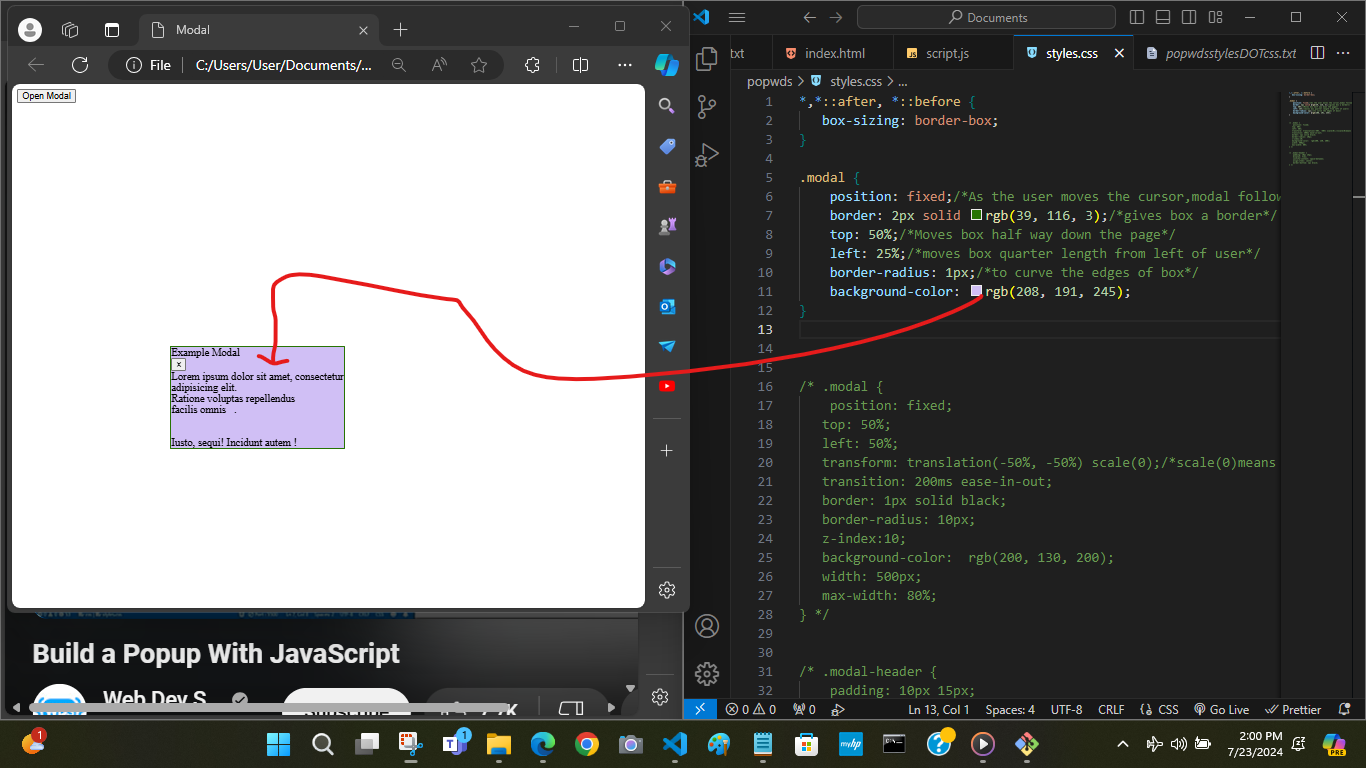 Modal
File
C:/Users/User/Documents/...
Open Modal
Example Modal
x
Lorem ipsum dolor sit amet, consectetur
adipisicing elit.
Ratione voluptas repellendus
facilis omnis .
Iusto, sequi! Incidunt autem !
Build a Popup With JavaScript
Web Dev S
Documents
txt
index.html
script.js
styles.css
popwdsstylesDOTcss.txt
popwds > styles.css > ...
1 *,*::after, *::before {
2 box-sizing: border-box;
3 }
4
5 .modal {
6 position: fixed;/*As the user moves the cursor,modal follow
7 border: 2px solid rgb(39, 116, 3);/*gives box a border*/
8 top: 50%;/*Moves box half way down the page*/
9 left: 25%;/*moves box quarter length from left of user*/
10 border-radius: 1px;/*to curve the edges of box*/
11 background-color: rgb(208, 191, 245);
12 }
13
14
15
16 /* .modal {
17 position: fixed;
18 top: 50%;
19 left: 50%;
20 transform: translation(-50%, -50%) scale(0);/*scale(0)means
21 transition: 200ms ease-in-out;
22 border: 1px solid black;
23 border-radius: 10px;
24 z-index:10;
25 background-color:  rgb(200, 130, 200);
26 width: 500px;
27 max-width: 80%;
28 } */
29
30
31 /* .modal-header {
32 padding: 10px 15px;
0 0 0 Ln 13, Col 1 Spaces: 4 UTF-8 CRLF {} CSS Go Live Prettier
1
1
myhp
2:00 PM
7/23/2024
PRE